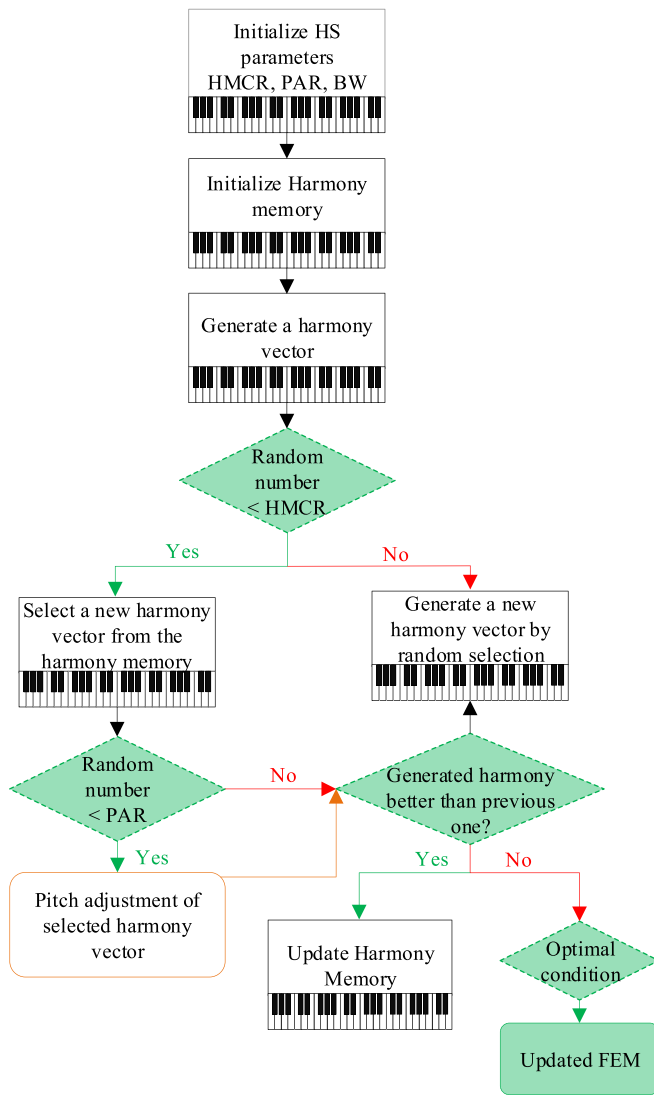 Initialize HS
parameters
HMCR, PAR, BW
Initialize Harmony
memory
Generate a harmony
vector
Random
number
< HMCR
Yes
No
Select a new harmony
vector from the
harmony memory
Generate a new
harmony vector by
random selection
Random
number
< PAR
No
Generated harmony
better than previous
one?
Yes
Pitch adjustment of
selected harmony
vector
Yes
No
Update Harmony
Memory
Optimal
condition
Updated FEM